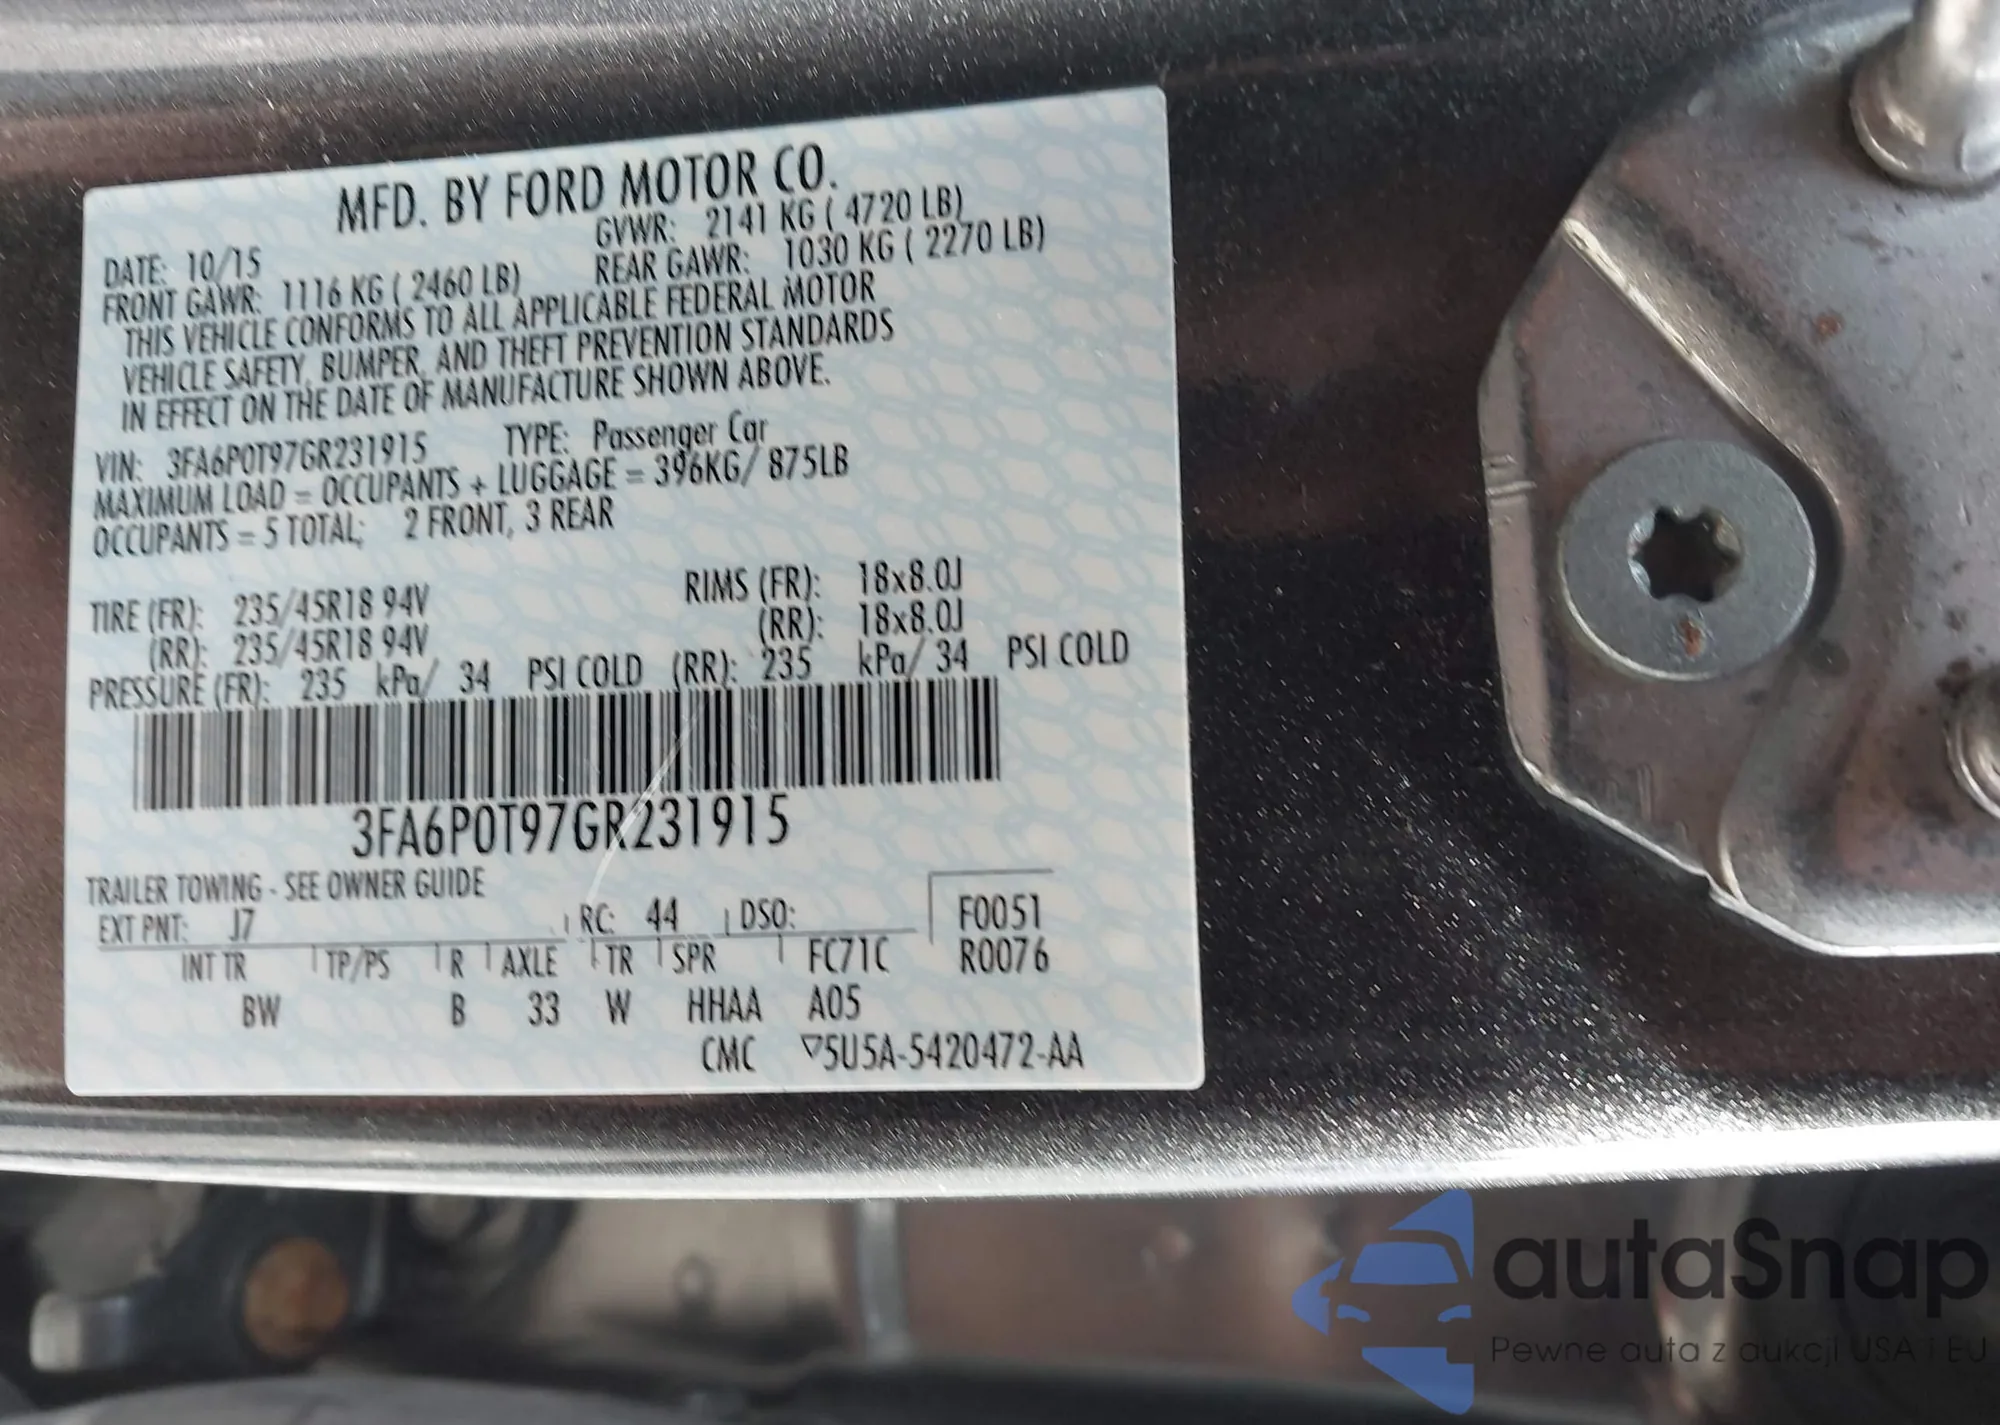 MFD. BY FORD MOTOR CO.
DATE: 10/15 GVWR: 2141 KG ( 4720 LB)
FRONT GAWR: 1116 KG ( 2460 LB) REAR GAWR: 1030 KG ( 2270 LB)
THIS VEHICLE CONFORMS TO ALL APPLICABLE FEDERAL MOTOR
VEHICLE SAFETY, BUMPER, AND THEFT PREVENTION STANDARDS
IN EFFECT ON THE DATE OF MANUFACTURE SHOWN ABOVE.
VIN: 3FA6P0T97GR231915 TYPE: Passenger Car
MAXIMUM LOAD = OCCUPANTS + LUGGAGE = 396KG/ 875LB
OCCUPANTS = 5 TOTAL; 2 FRONT, 3 REAR
TIRE (FR): 235/45R18 94V RIMS (FR): 18x8.0J
(RR): 235/45R18 94V (RR): 18x8.0J
PRESSURE (FR): 235 kPa/ 34 PSI COLD (RR): 235 kPa/ 34 PSI COLD
3FA6P0T97GR231915
TRAILER TOWING - SEE OWNER GUIDE
EXT PNT: J7 RC: 44 DSO: F0051
INT TR TP/PS R AXLE TR SPR FC71C R0076
BW B 33 W HHAA A05
CMC ▽5U5A-5420472-AA
autaSnap
Pewne auta z aukcji USA i EU